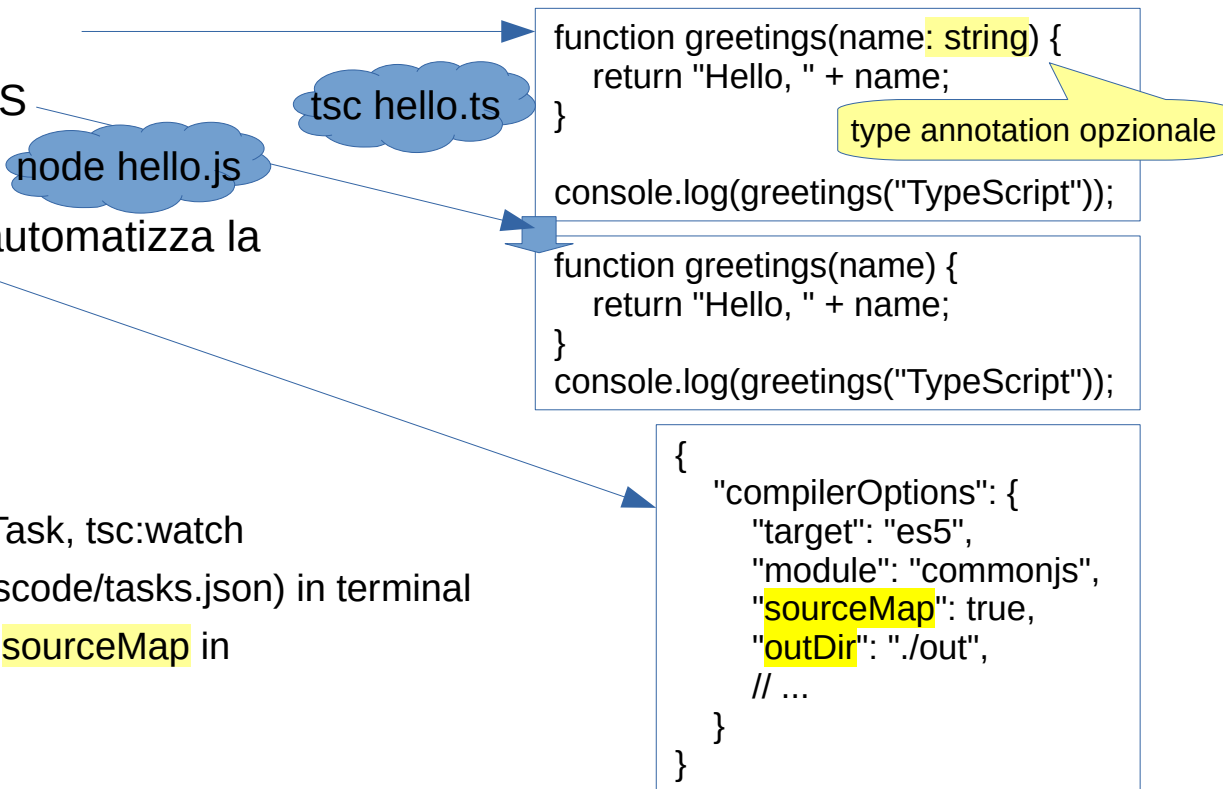 S
node hello.js
automatizza la
Task, tsc:watch
scode/tasks.json) in terminal
sourceMap in
tsc hello.ts
function greetings(name: string) {
return "Hello, " + name;
}
console.log(greetings("TypeScript"));
type annotation opzionale
function greetings(name) {
return "Hello, " + name;
}
console.log(greetings("TypeScript"));
{
"compilerOptions": {
"target": "es5",
"module": "commonjs",
"sourceMap": true,
"outDir": "./out",
// ...
}
}